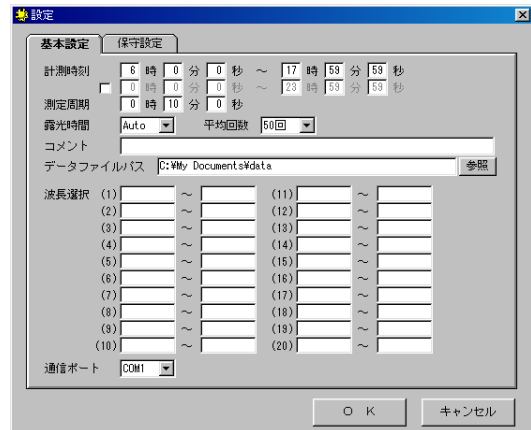 設定
基本設定 保守設定
計測時刻 6 時 0 分 0 秒 ～ 17 時 59 分 59 秒
0 時 0 分 0 秒 ～ 23 時 59 分 59 秒
測定周期 0 時 10 分 0 秒
露光時間 Auto 平均回数 50回
コメント
データファイルパス C:¥My Documents¥data 参照
波長選択 (1) ～ (11) ～
(2) ～ (12) ～
(3) ～ (13) ～
(4) ～ (14) ～
(5) ～ (15) ～
(6) ～ (16) ～
(7) ～ (17) ～
(8) ～ (18) ～
(9) ～ (19) ～
(10) ～ (20) ～
通信ポート COM1
ＯＫ キャンセル